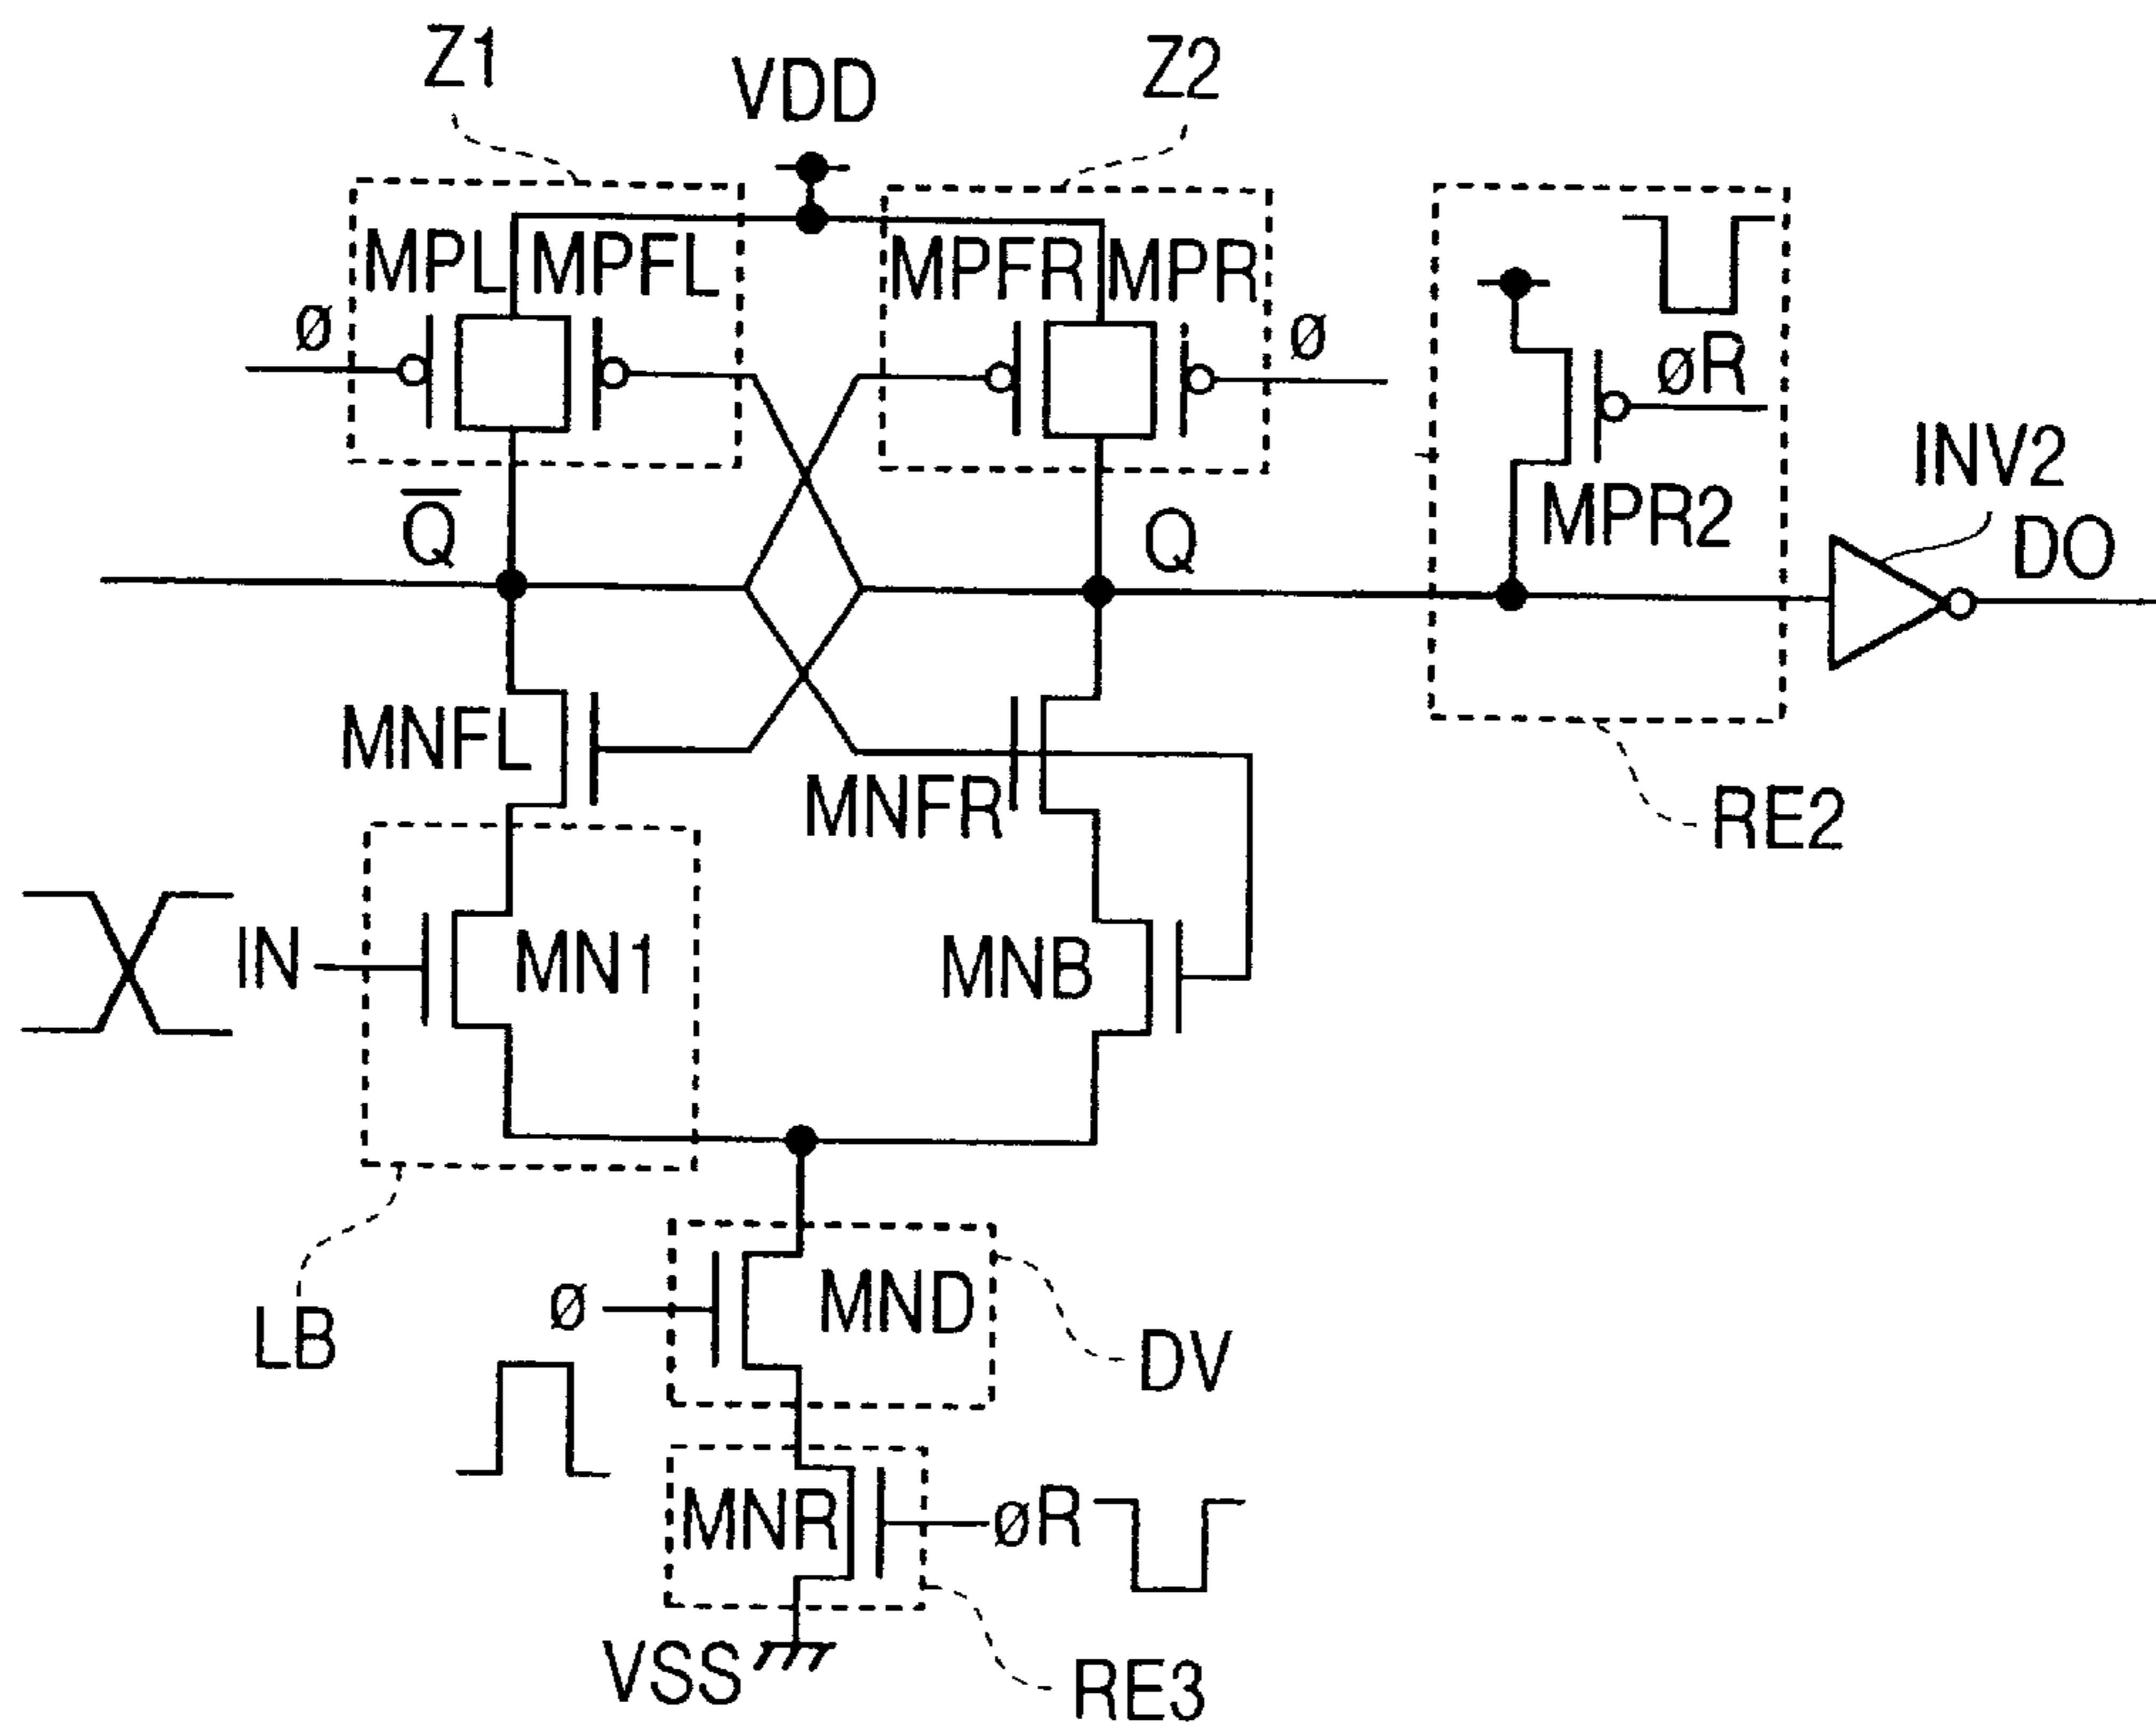 Z1
VDD
Z2
MPL
MPFL
MPFR
MPR
Ø
Ø
ØR
INV2
MPR2
DO
Q̅
Q
MNFL
MNFR
RE2
IN
MN1
MNB
Ø
MND
LB
DV
MNR
ØR
VSS
RE3